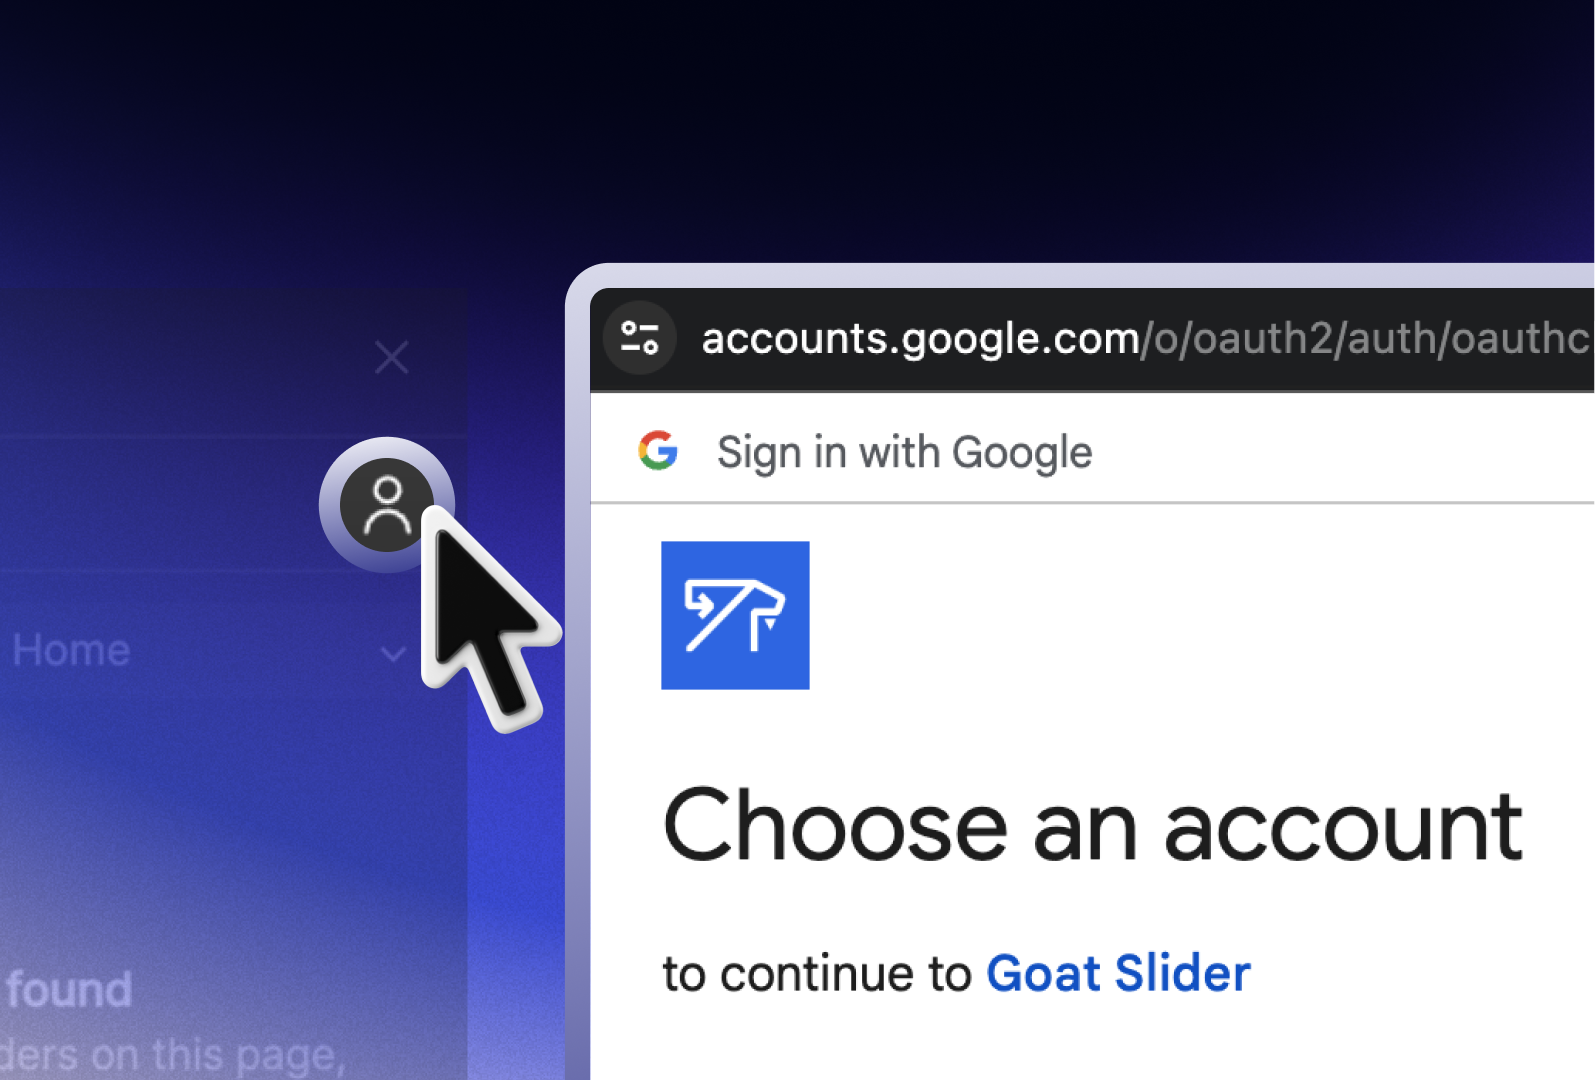 accounts.google.com/o/oauth2/auth/oauthc
Sign in with Google
Home
Choose an account
to continue to Goat Slider
found
ders on this page,